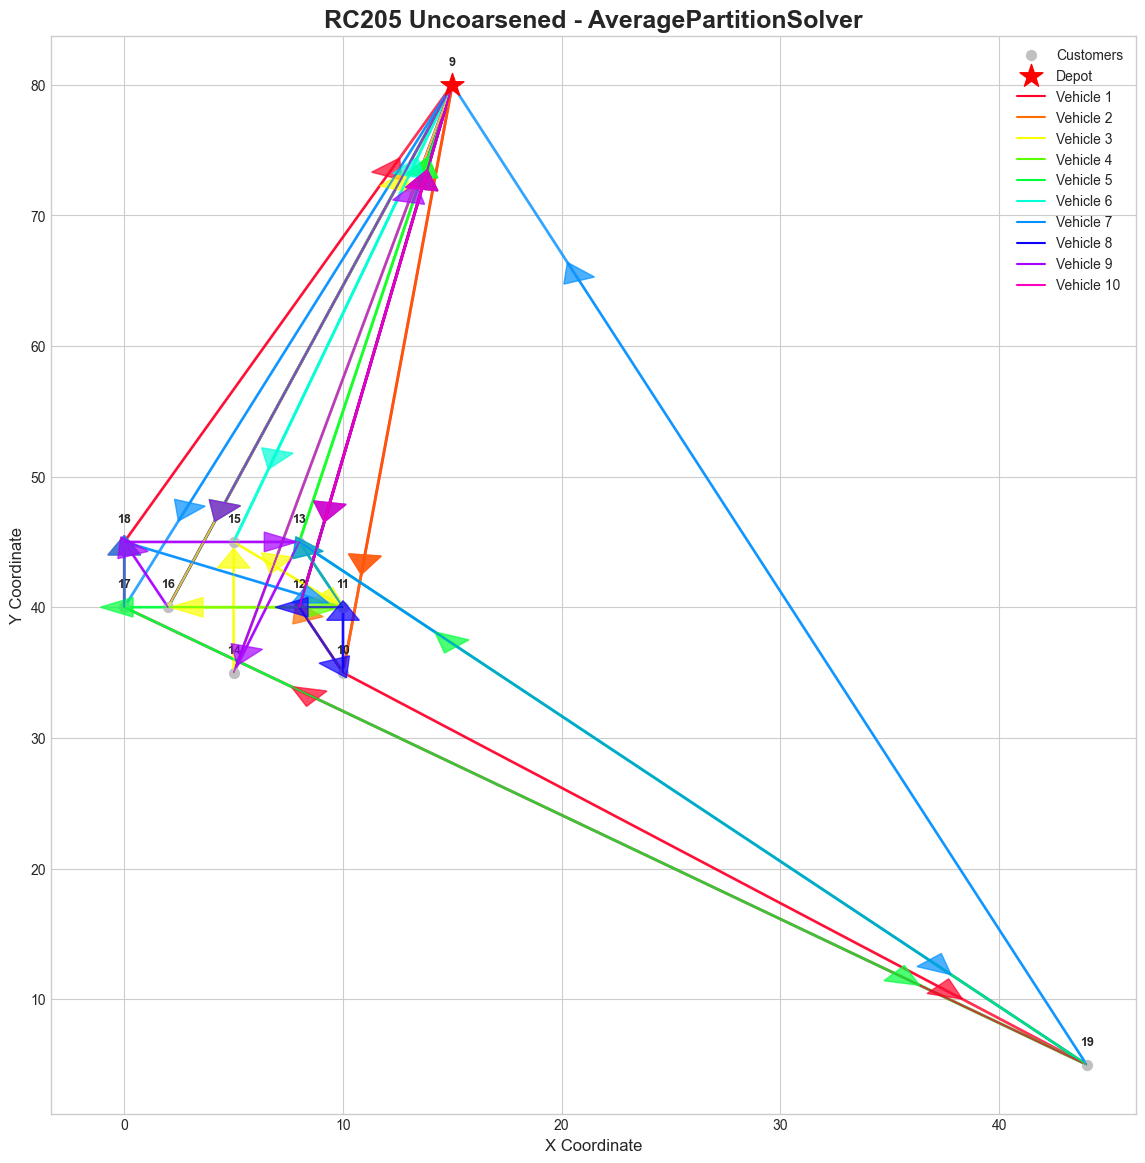 RC205 Uncoarsened - AveragePartitionSolver
Customers
Depot
Vehicle 1
Vehicle 2
Vehicle 3
Vehicle 4
Vehicle 5
Vehicle 6
Vehicle 7
Vehicle 8
Vehicle 9
Vehicle 10
9
18
15
13
17
16
12
11
14
10
19
80
70
60
50
40
30
20
10
Y Coordinate
0
10
20
30
40
X Coordinate